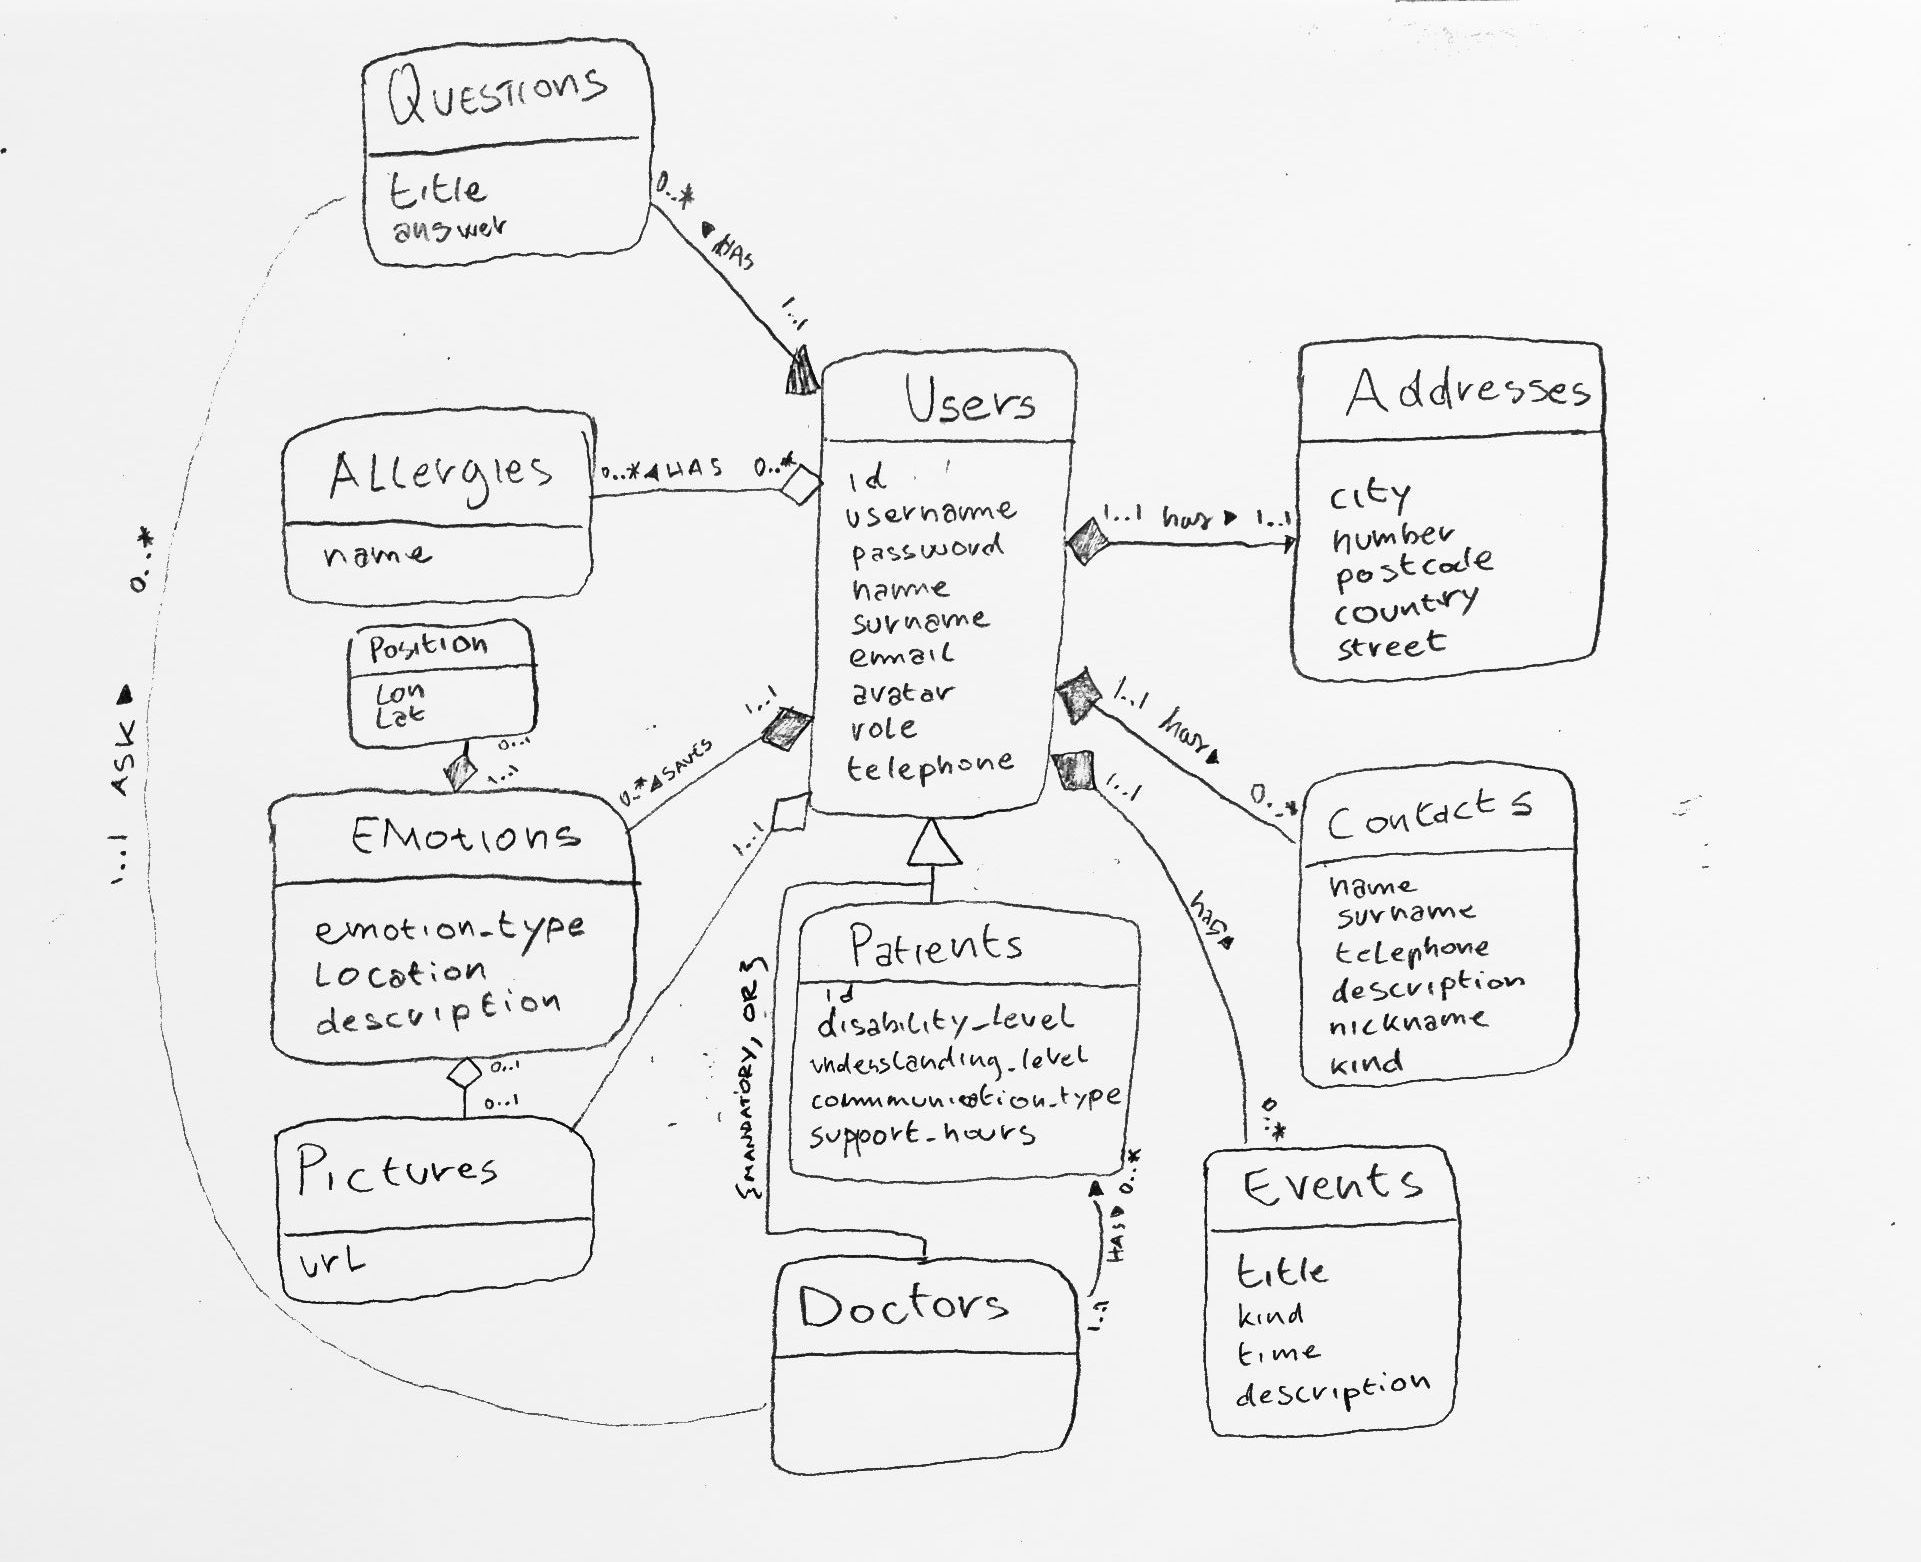 Questions
title
answer
0..*
◄ HAS
1..1
Users
id
username
password
name
surname
email
avatar
role
telephone
Addresses
city
number
postcode
country
street
1..1 has ► 1..1
Allergies
name
0..* ◄ HAS 0..*
Position
Lon
Lat
0..1
1..1
1..1
0..* ◄ SAVES
1..1
has ►
0..*
Emotions
emotion_type
Location
description
1..1
1..1
has ►
0..*
Contacts
name
surname
telephone
description
nickname
kind
0..1
0..1
Pictures
url
Patients
id
disability_level
understanding_level
communication_type
support_hours
{MANDATORY, OR}
1..1 ASK ► 0..*
HAS ► 0..*
Doctors
Events
title
kind
time
description